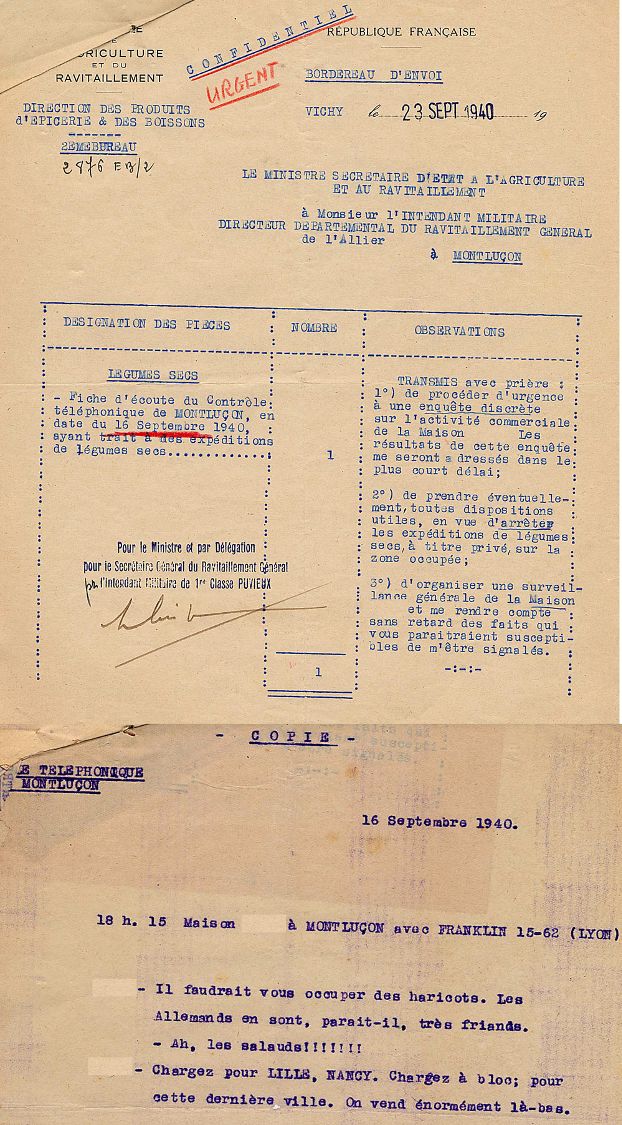 RÉPUBLIQUE FRANÇAISE
CONFIDENTIEL
URGENT
ET DU
RAVITAILLEMENT
BORDEREAU D'ENVOI
DIRECTION DES PRODUITS
d'EPICERIE & DES BOISSONS
VICHY le 23 SEPT 1940 19
2EMEBUREAU
2876 EB/2
LE MINISTRE SECRETAIRE D'ETAT A L'AGRICULTURE
ET AU RAVITAILLEMENT
à Monsieur l'INTENDANT MILITAIRE
DIRECTEUR DEPARTEMENTAL DU RAVITAILLEMENT GENERAL
de l'Allier
à MONTLUÇON
DESIGNATION DES PIECES
NOMBRE
OBSERVATIONS
LEGUMES SECS
- Fiche d'écoute du Contrôle
téléphonique de MONTLUÇON, en
date du 16 Septembre 1940,
ayant trait à des expéditions
de légumes secs.............
1
TRANSMIS avec prière :
1°) de procéder d'urgence
à une enquête discrète
sur l'activité commerciale
de la Maison Les
résultats de cette enquête
me seront a dressés dans le
plus court délai;
2°) de prendre éventuelle-
ment, toutes dispositions
utiles, en vue d'arrêter
les expéditions de légumes
secs, à titre privé, sur la
zone occupée;
3°) d'organiser une surveil-
lance générale de la Maison
et me rendre compte
sans retard des faits qui
vous paraitraient suscepti-
bles de m'être signalés.
-:-:-
Pour le Ministre et par Délégation
pour le Secrétaire Général du Ravitaillement Général
pr. l'Intendant Militaire de 1re Classe PUVIEUX
1
- COPIE -
E TELEPHONIQUE
MONTLUÇON
16 Septembre 1940.
18 h. 15 Maison à MONTLUÇON avec FRANKLIN 15-62 (LYON)
- Il faudrait vous occuper des haricots. Les
Allemands en sont, parait-il, très friands.
- Ah, les salauds!!!!!!!
- Chargez pour LILLE, NANCY. Chargez à bloc; pour
cette dernière ville. On vend énormément là-bas.